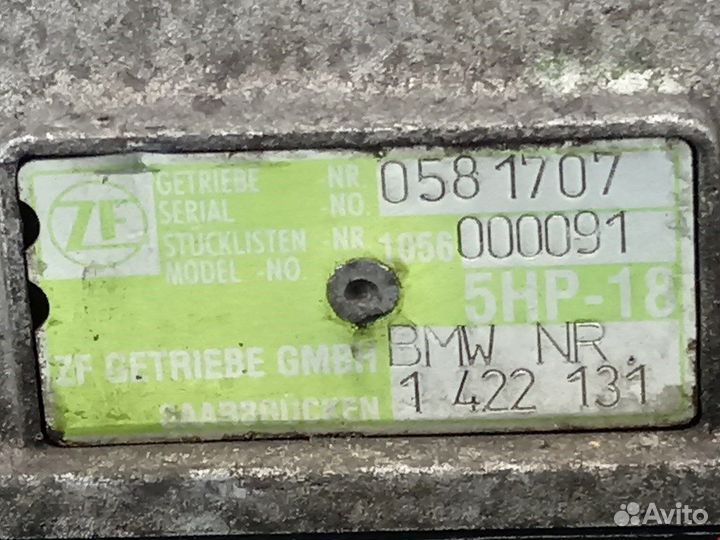 ZF
GETRIEBE -NR. 0581707
SERIAL -NO.
STÜCKLISTEN -NR 1056 000091
MODEL -NO.
5HP-18
ZF GETRIEBE GMBH BMW NR.
SAARBRÜCKEN 1 422 131
Avito